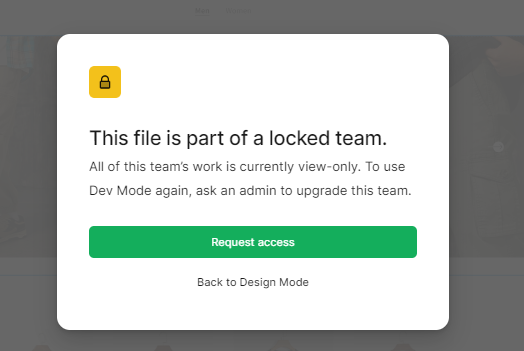 This file is part of a locked team.
All of this team's work is currently view-only. To use
Dev Mode again, ask an admin to upgrade this team.
Request access
Back to Design Mode